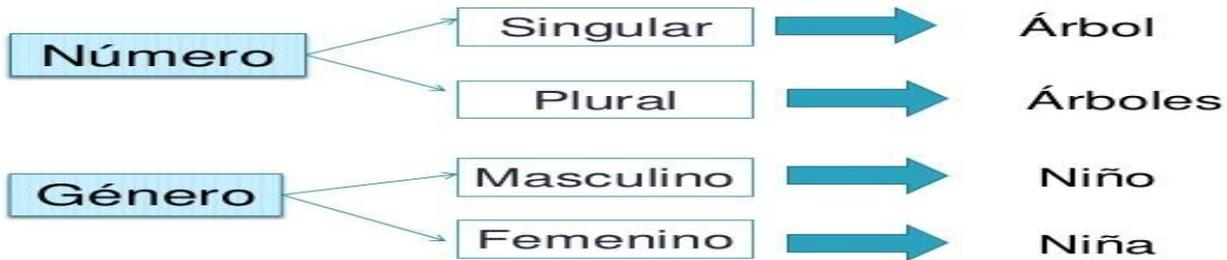 Número
Singular
Árbol
Plural
Árboles
Género
Masculino
Niño
Femenino
Niña